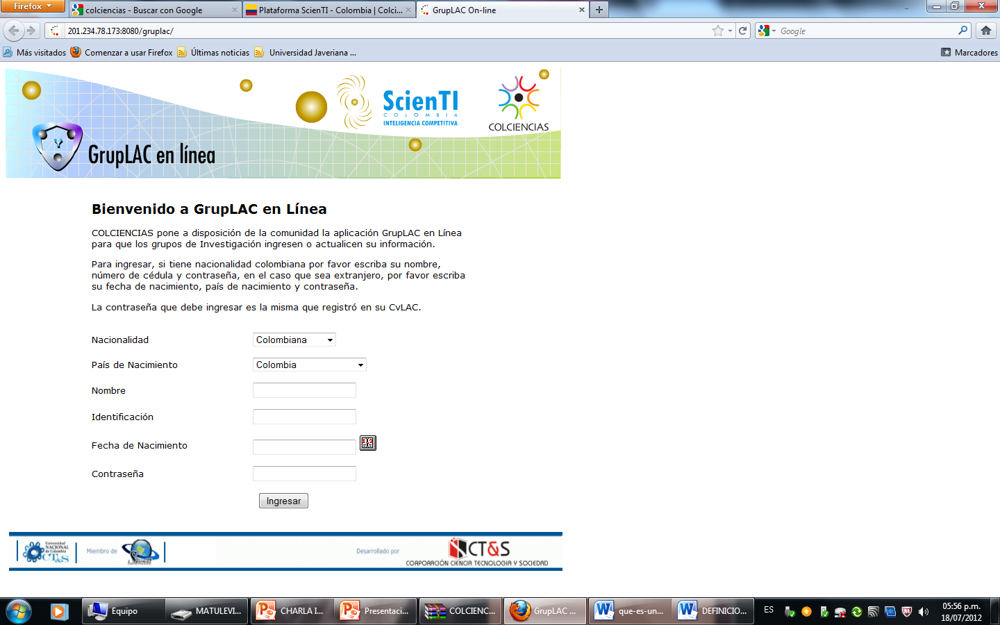 Firefox
colciencias - Buscar con Google
Plataforma ScienTI - Colombia | Colci...
GrupLAC On-line
201.234.78.173:8080/gruplac/
Google
Más visitados
Comenzar a usar Firefox
Últimas noticias
Universidad Javeriana ...
Marcadores
ScienTI
COLOMBIA
INTELIGENCIA COMPETITIVA
COLCIENCIAS
GrupLAC en línea
Bienvenido a GrupLAC en Línea
COLCIENCIAS pone a disposición de la comunidad la aplicación GrupLAC en Línea
para que los grupos de Investigación ingresen o actualicen su información.
Para ingresar, si tiene nacionalidad colombiana por favor escriba su nombre,
número de cédula y contraseña, en el caso que sea extranjero, por favor escriba
su fecha de nacimiento, país de nacimiento y contraseña.
La contraseña que debe ingresar es la misma que registró en su CvLAC.
Nacionalidad
Colombiana
País de Nacimiento
Colombia
Nombre
Identificación
Fecha de Nacimiento
12
Contraseña
Ingresar
Universidad
NACIONAL
de Colombia
CT&S
Miembro de
Desarrollado por
CT&S
CORPORACIÓN CIENCIA TECNOLOGIA Y SOCIEDAD
Equipo
MATULEVI...
CHARLA I...
Presentaci...
COLCIENC...
GrupLAC ...
que-es-un...
DEFINICIO...
ES
05:56 p.m.
18/07/2012